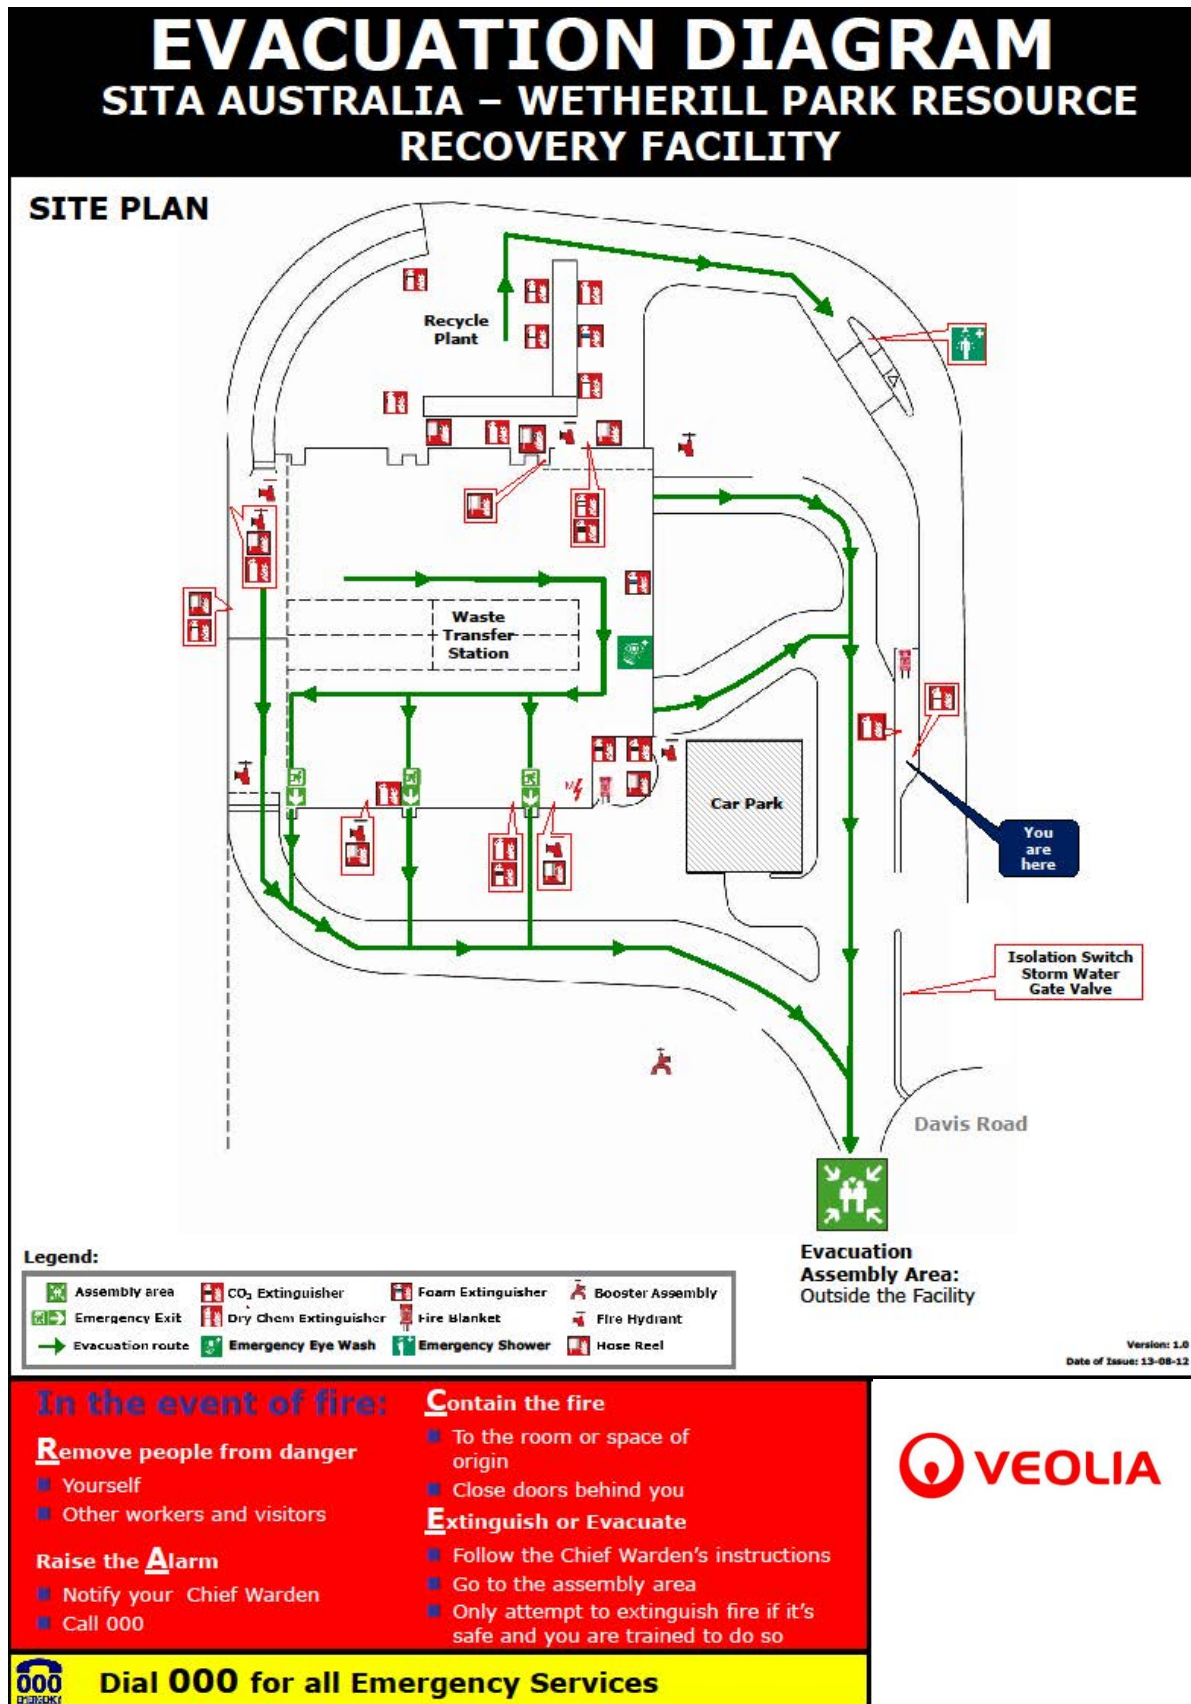 EVACUATION DIAGRAM
SITA AUSTRALIA – WETHERILL PARK RESOURCE
RECOVERY FACILITY
SITE PLAN
Recycle
Plant
Waste
Transfer
Station
Car Park
You
are
here
Isolation Switch
Storm Water
Gate Valve
Davis Road
Evacuation
Assembly Area:
Outside the Facility
Legend:
Assembly area
CO2 Extinguisher
Foam Extinguisher
Booster Assembly
Emergency Exit
Dry Chem Extinguisher
Fire Blanket
Fire Hydrant
Evacuation route
Emergency Eye Wash
Emergency Shower
Hose Reel
Version: 1.0
Date of Issue: 13-08-12
In the event of fire:
Remove people from danger
Yourself
Other workers and visitors
Raise the Alarm
Notify your Chief Warden
Call 000
Contain the fire
To the room or space of
origin
Close doors behind you
Extinguish or Evacuate
Follow the Chief Warden's instructions
Go to the assembly area
Only attempt to extinguish fire if it's
safe and you are trained to do so
VEOLIA
000
EMERGENCY
Dial 000 for all Emergency Services